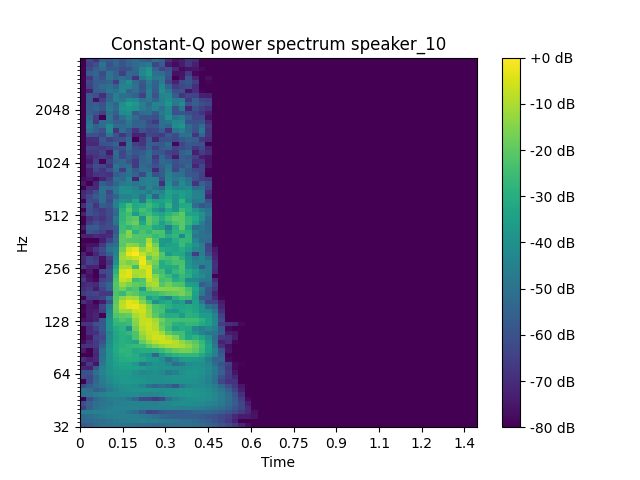 Constant-Q power spectrum speaker_10
+0 dB
-10 dB
-20 dB
-30 dB
-40 dB
-50 dB
-60 dB
-70 dB
-80 dB
Hz
2048
1024
512
256
128
64
32
0 0.15 0.3 0.45 0.6 0.75 0.9 1.1 1.2 1.4
Time